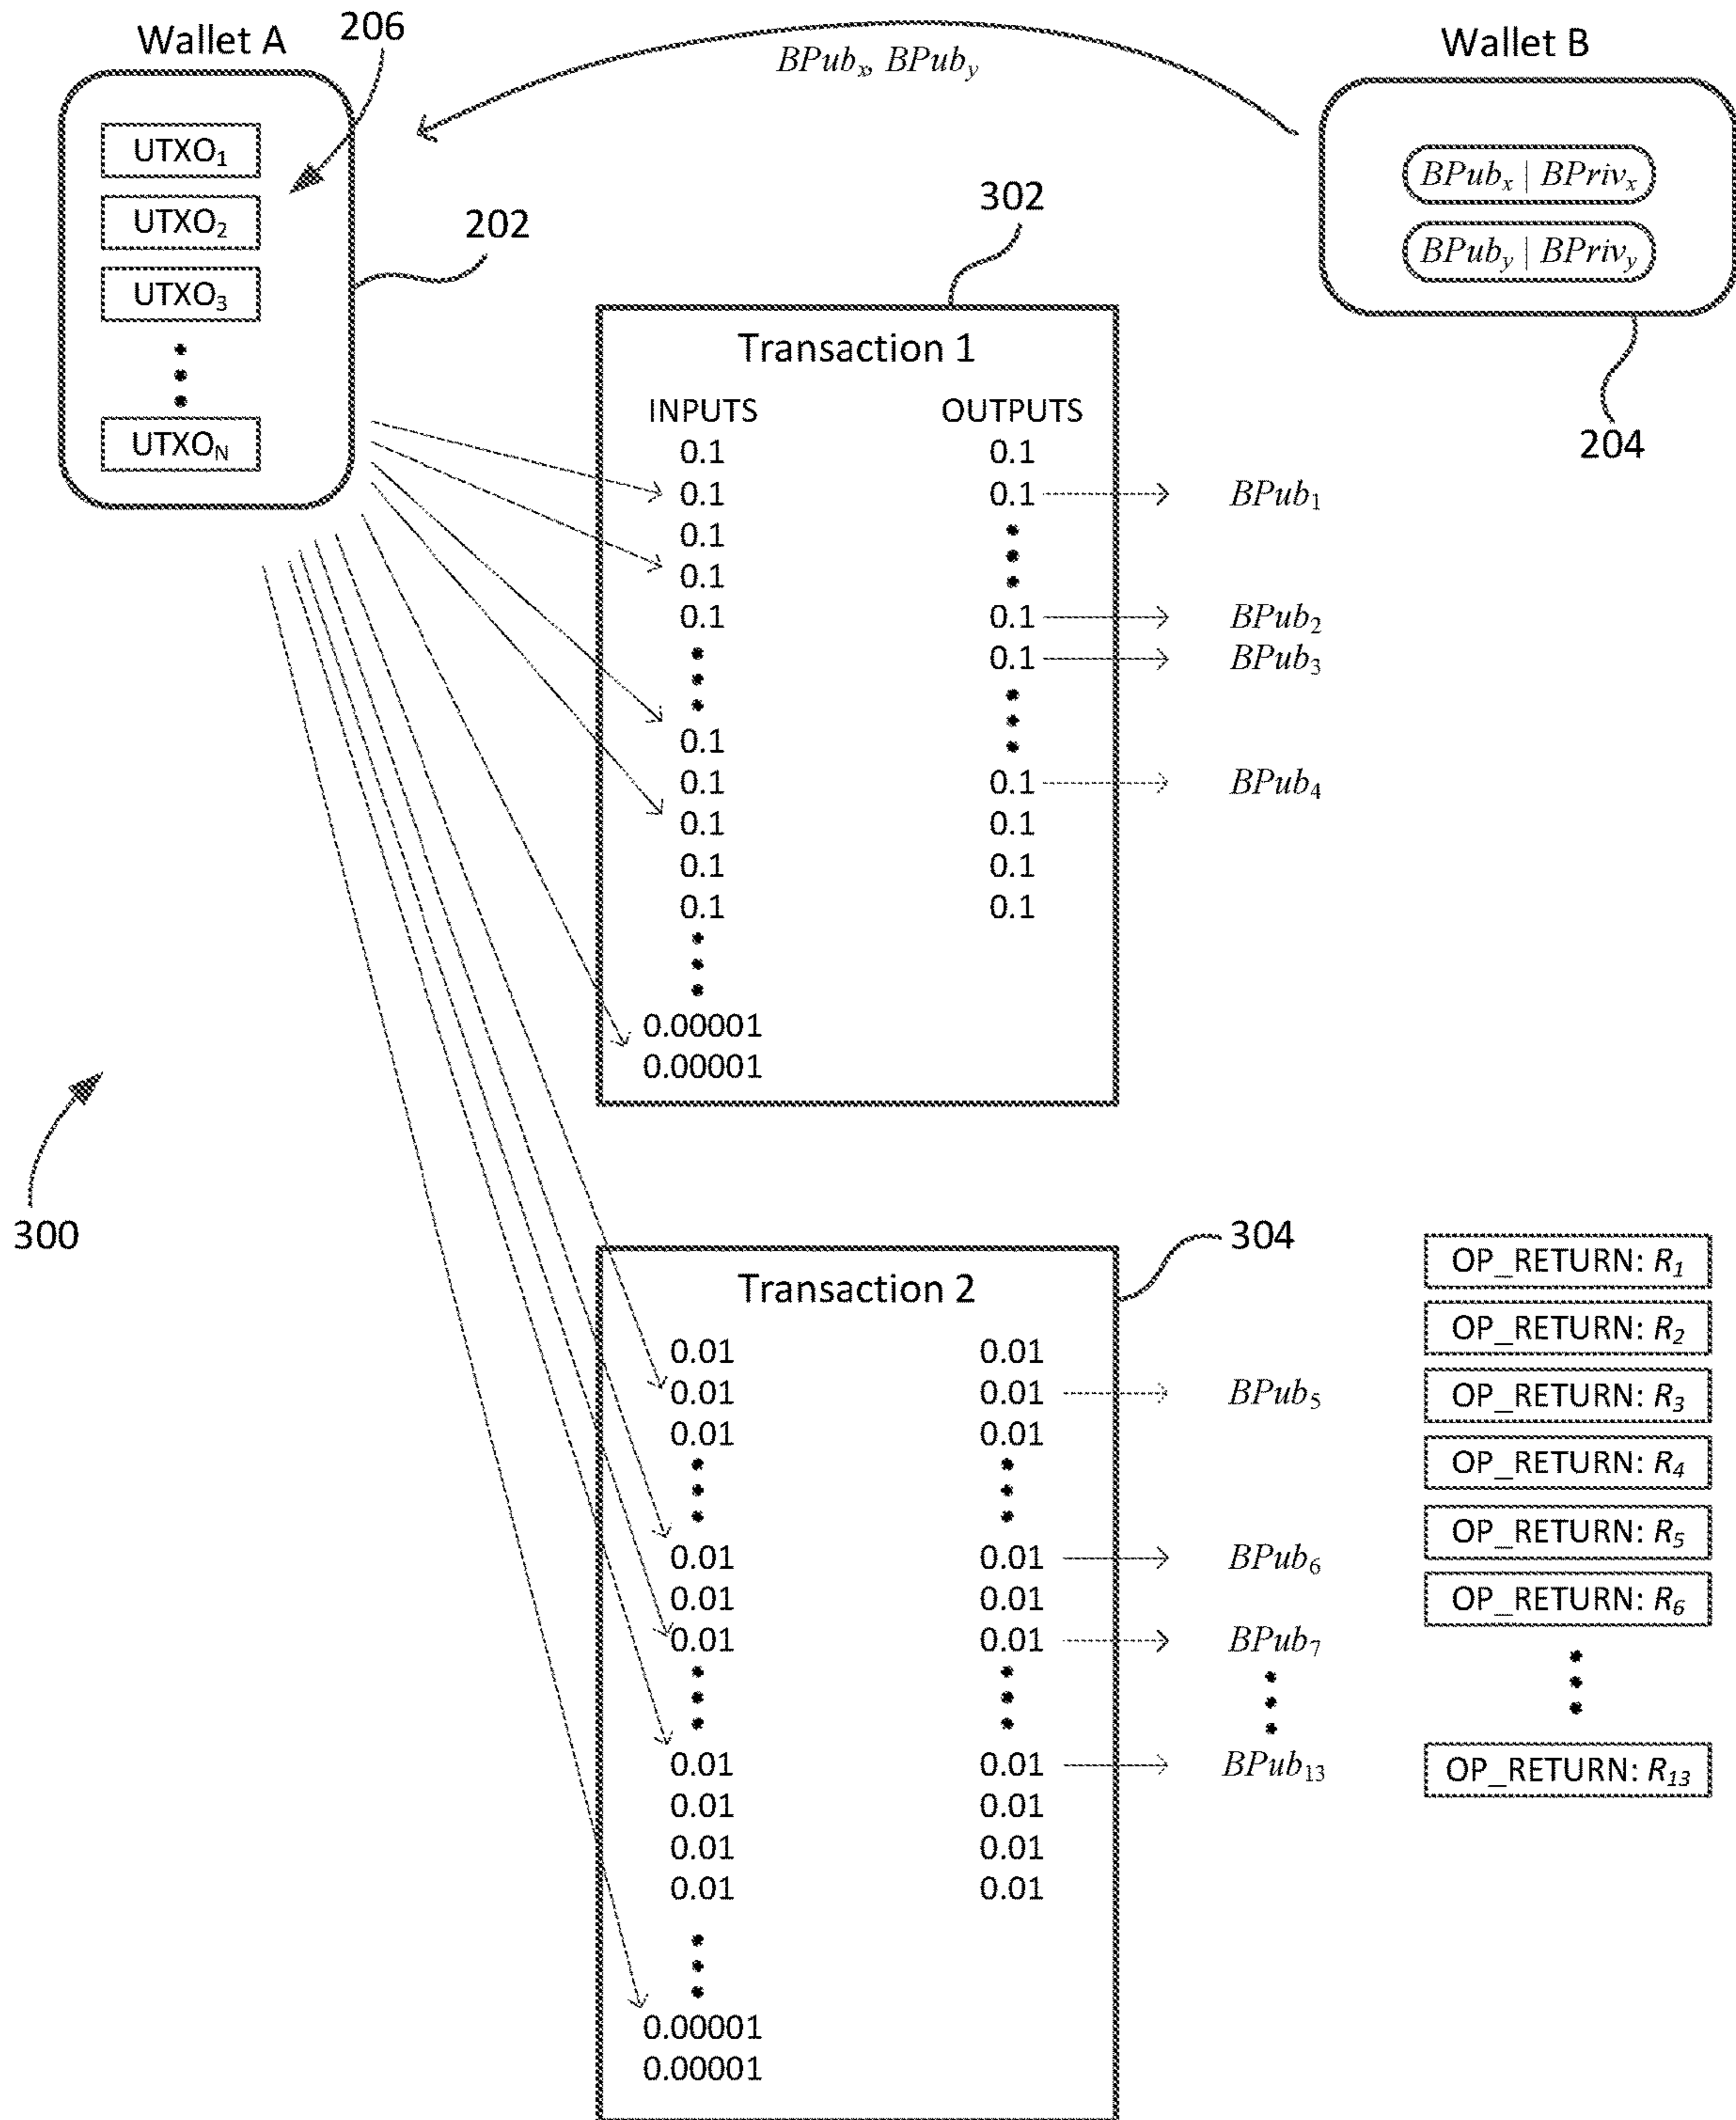 Wallet A
206
BPubx, BPuby
Wallet B
UTXO1
UTXO2
UTXO3
UTXON
202
302
BPubx | BPrivx
BPuby | BPrivy
204
Transaction 1
INPUTS OUTPUTS
0.1 0.1
0.1 0.1 BPub1
0.1
0.1
0.1 0.1 BPub2
0.1 BPub3
0.1
0.1 0.1 BPub4
0.1 0.1
0.1 0.1
0.1 0.1
0.00001
0.00001
300
304
Transaction 2
0.01 0.01
0.01 0.01 BPub5
0.01 0.01
0.01 0.01 BPub6
0.01 0.01
0.01 0.01 BPub7
0.01 0.01 BPub13
0.01 0.01
0.01 0.01
0.01 0.01
0.00001
0.00001
OP_RETURN: R1
OP_RETURN: R2
OP_RETURN: R3
OP_RETURN: R4
OP_RETURN: R5
OP_RETURN: R6
OP_RETURN: R13